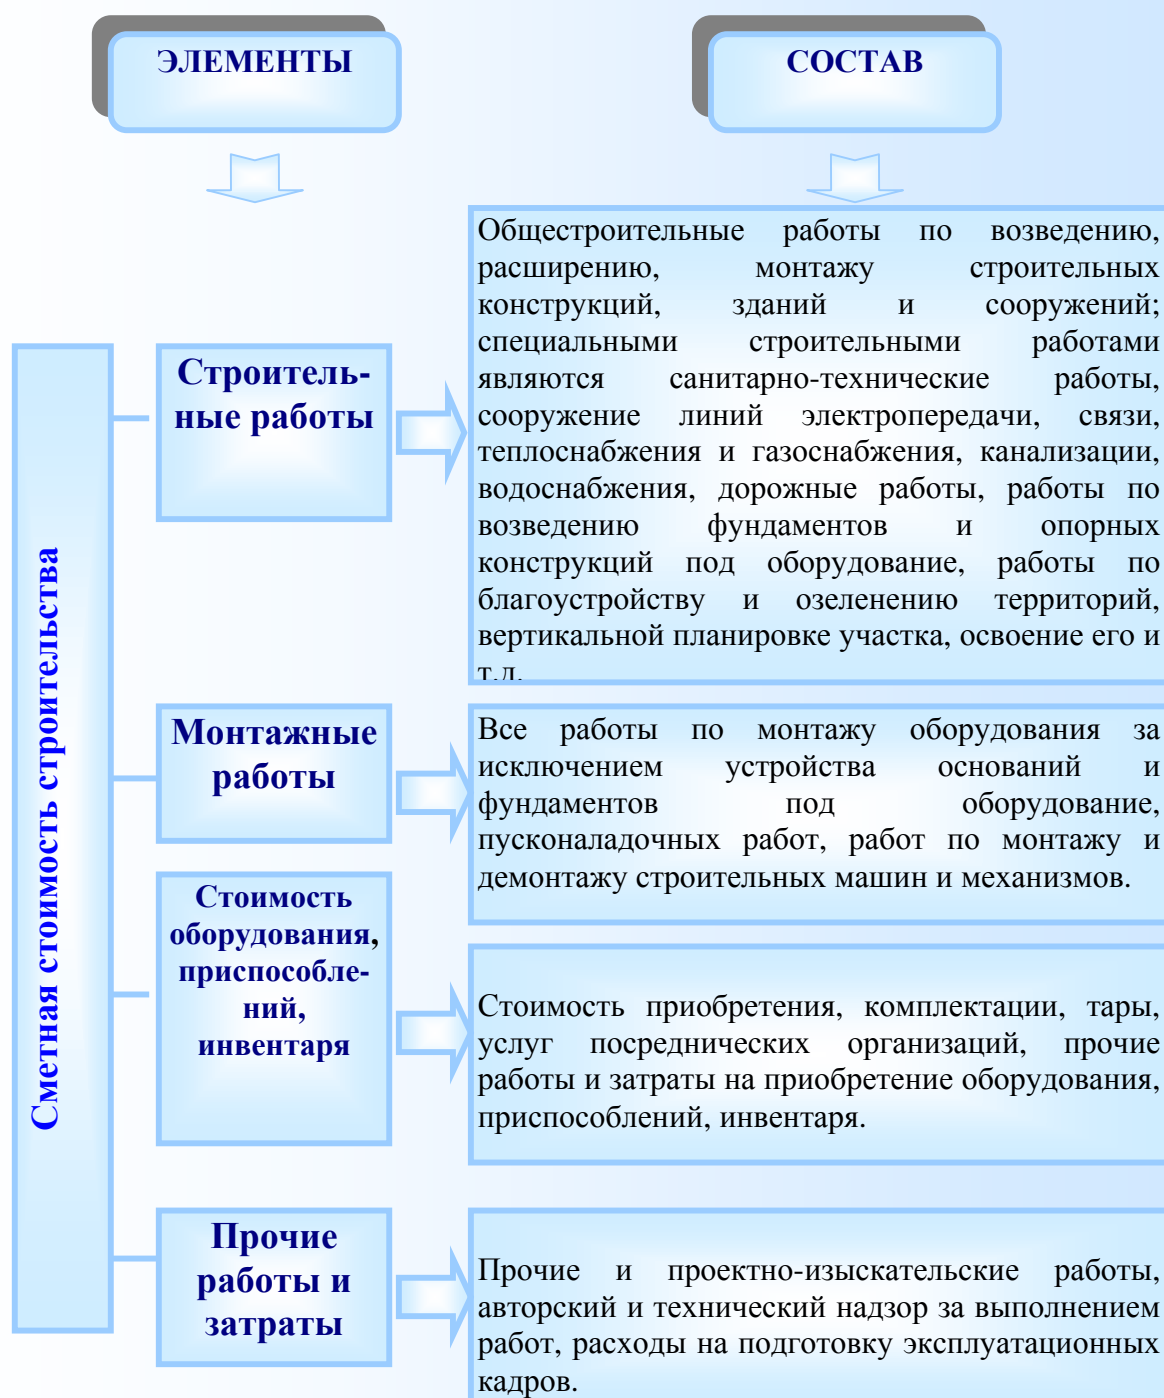 ЭЛЕМЕНТЫ
СОСТАВ
Сметная стоимость строительства
Строитель-
ные работы
Общестроительные работы по возведению,
расширению, монтажу строительных
конструкций, зданий и сооружений;
специальными строительными работами
являются санитарно-технические работы,
сооружение линий электропередачи, связи,
теплоснабжения и газоснабжения, канализации,
водоснабжения, дорожные работы, работы по
возведению фундаментов и опорных
конструкций под оборудование, работы по
благоустройству и озеленению территорий,
вертикальной планировке участка, освоение его и
т.д.
Монтажные
работы
Все работы по монтажу оборудования за
исключением устройства оснований и
фундаментов под оборудование,
пусконаладочных работ, работ по монтажу и
демонтажу строительных машин и механизмов.
Стоимость
оборудования,
приспособле-
ний,
инвентаря
Стоимость приобретения, комплектации, тары,
услуг посреднических организаций, прочие
работы и затраты на приобретение оборудования,
приспособлений, инвентаря.
Прочие
работы и
затраты
Прочие и проектно-изыскательские работы,
авторский и технический надзор за выполнением
работ, расходы на подготовку эксплуатационных
кадров.